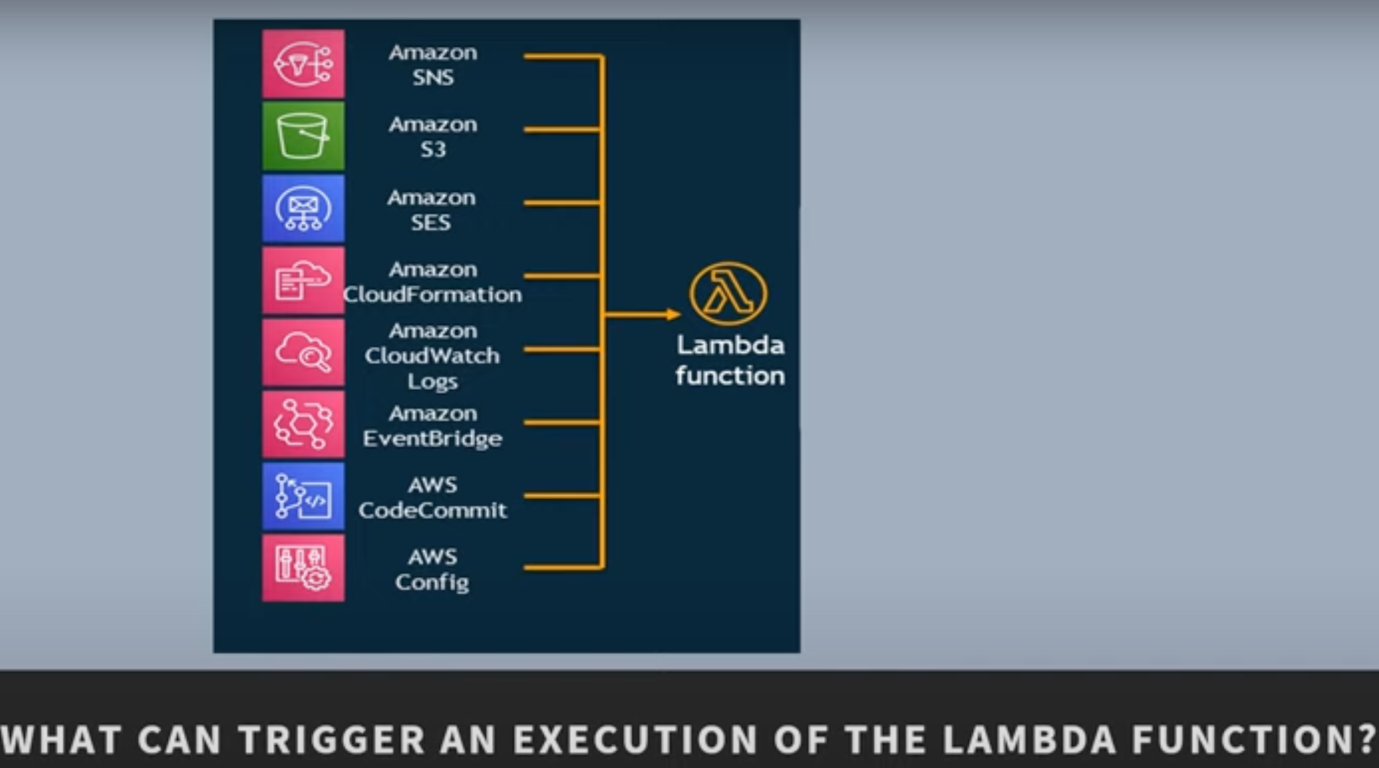 Amazon
SNS
Amazon
S3
Amazon
SES
Amazon
CloudFormation
Amazon
CloudWatch
Logs
Amazon
EventBridge
AWS
CodeCommit
AWS
Config
Lambda
function
WHAT CAN TRIGGER AN EXECUTION OF THE LAMBDA FUNCTION?